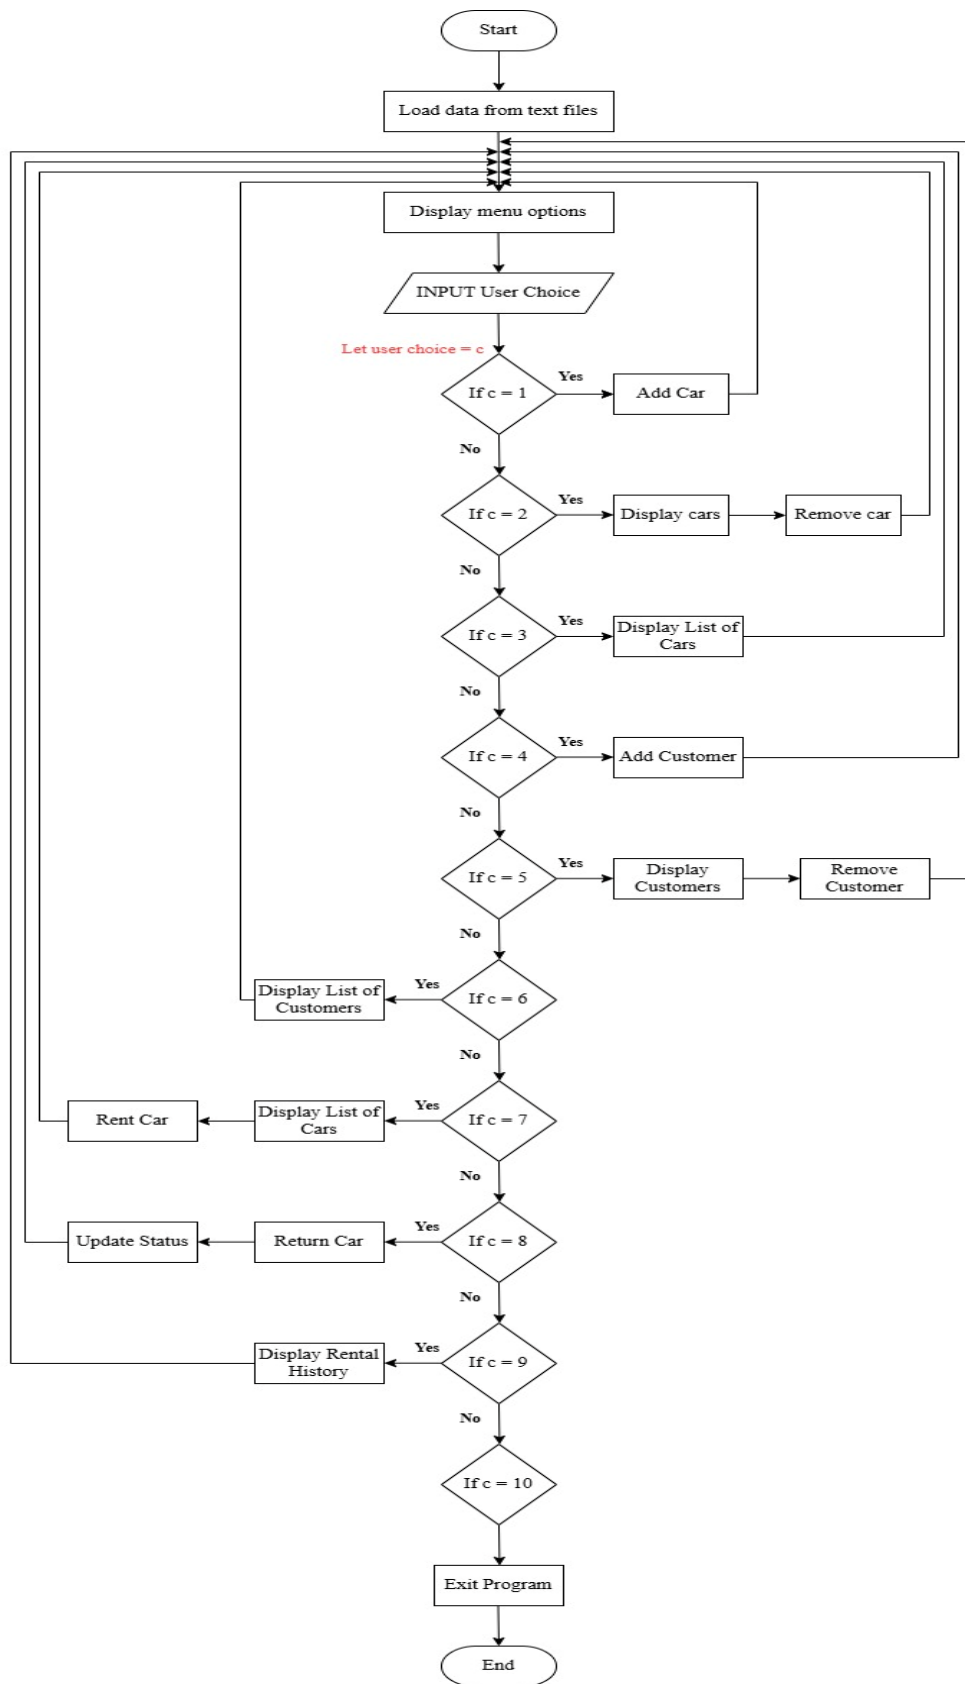 Start
Load data from text files
Display menu options
INPUT User Choice
Let user choice = c
If c = 1
Yes
Add Car
No
If c = 2
Yes
Display cars
Remove car
No
If c = 3
Yes
Display List of
Cars
No
If c = 4
Yes
Add Customer
No
If c = 5
Yes
Display
Customers
Remove
Customer
No
If c = 6
Yes
Display List of
Customers
No
If c = 7
Yes
Display List of
Cars
Rent Car
No
If c = 8
Yes
Return Car
Update Status
No
If c = 9
Yes
Display Rental
History
No
If c = 10
Exit Program
End